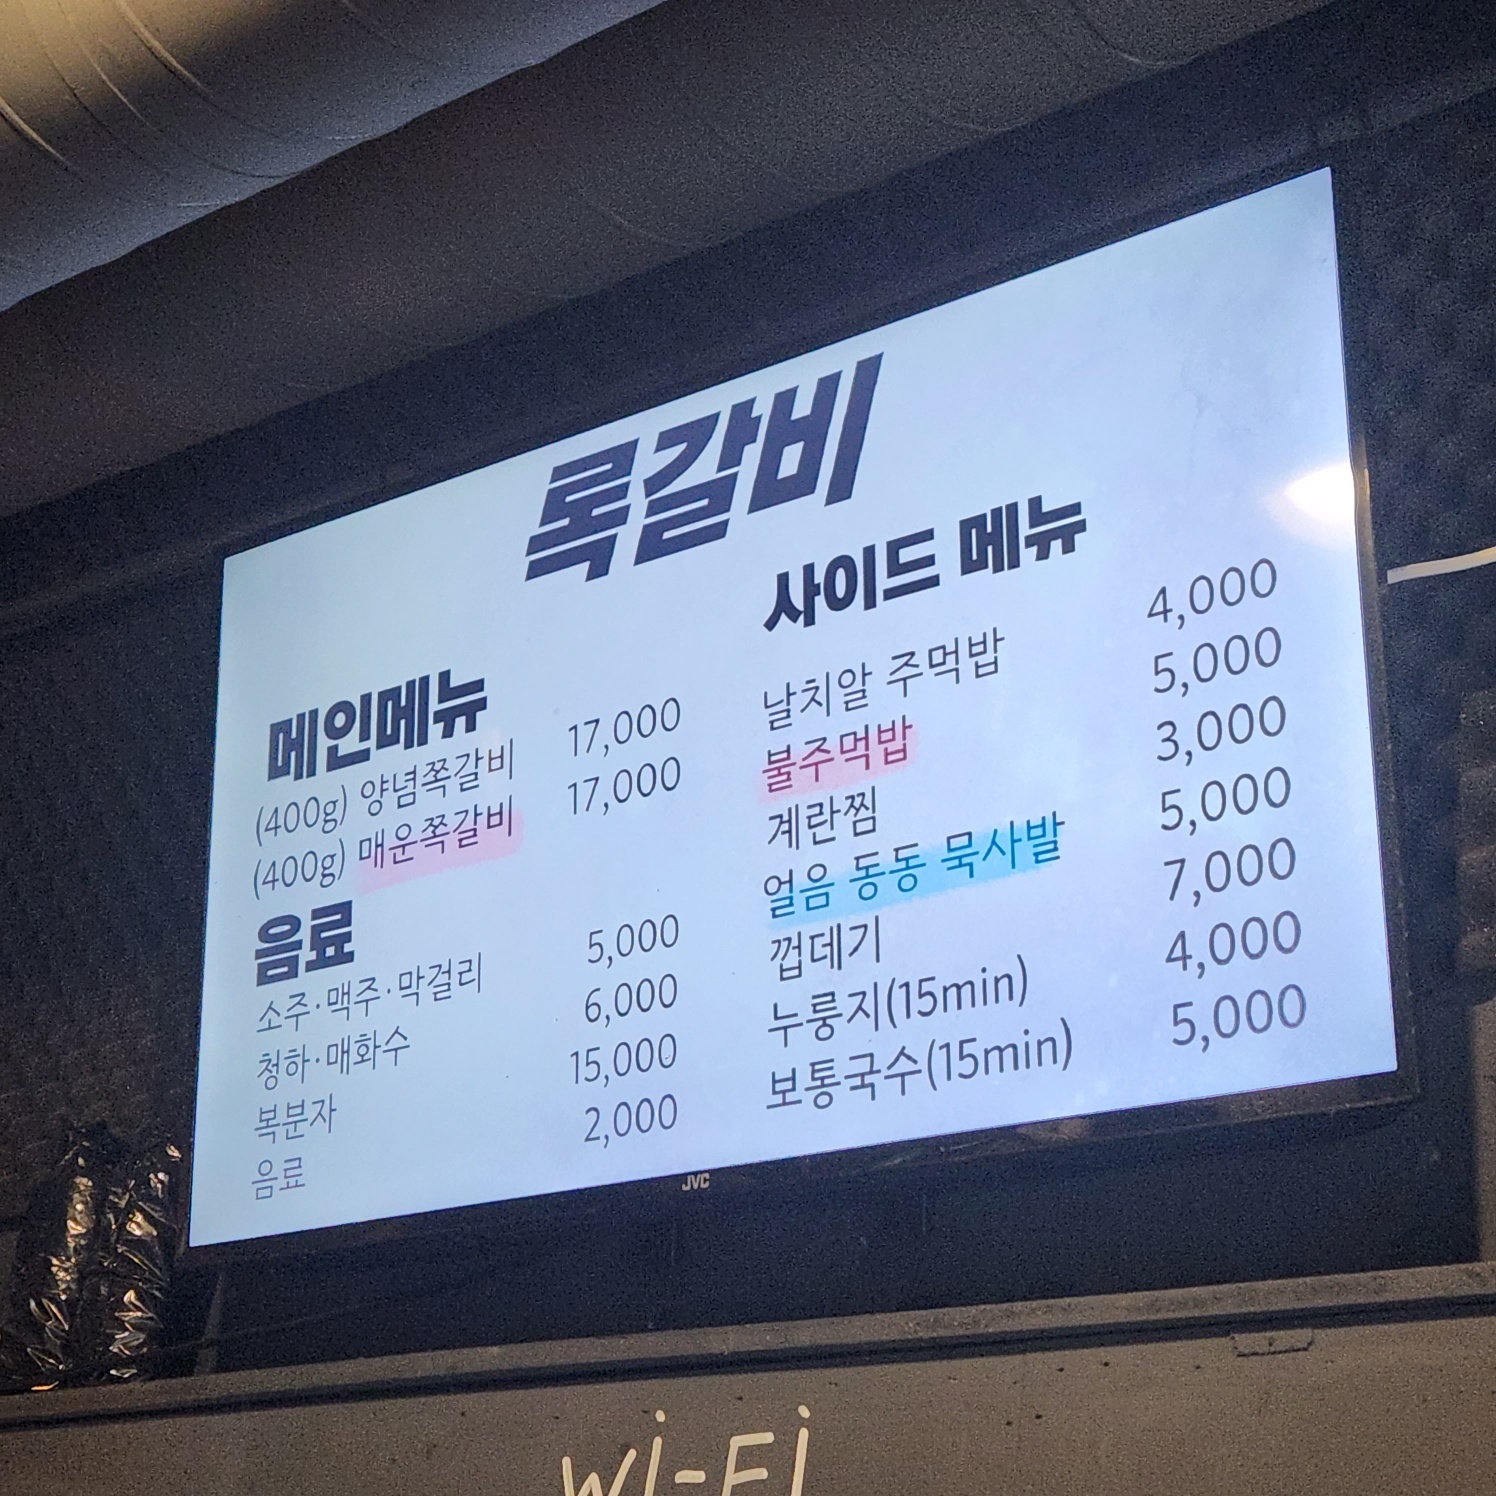 록갈비
메인메뉴
(400g) 양념쪽갈비 17,000
(400g) 매운쪽갈비 17,000
음료
소주·맥주·막걸리 5,000
청하·매화수 6,000
복분자 15,000
음료 2,000
사이드 메뉴
날치알 주먹밥 4,000
불주먹밥 5,000
계란찜 3,000
얼음 동동 묵사발 5,000
껍데기 7,000
누룽지(15min) 4,000
보통국수(15min) 5,000
JVC
Wi-Fi